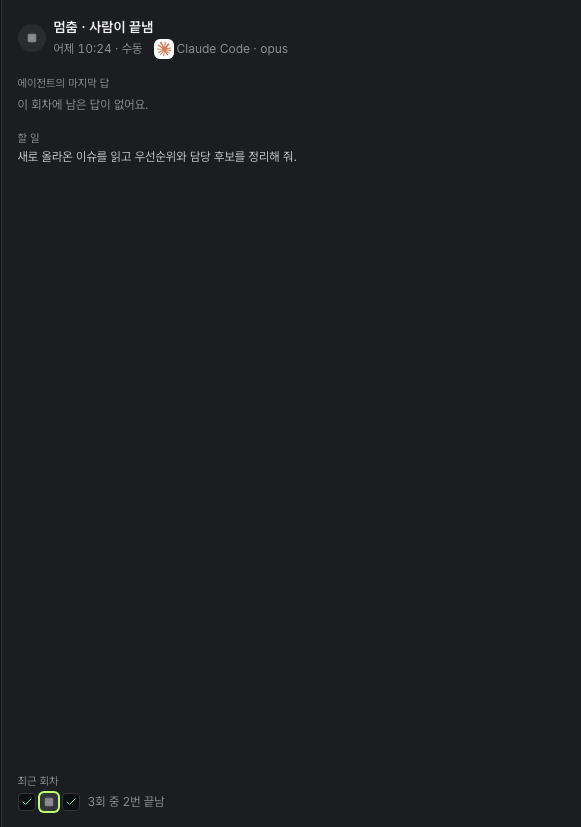 멈춤 · 사람이 끝냄
어제 10:24 · 수동 Claude Code · opus
에이전트의 마지막 답
이 회차에 남은 답이 없어요.
할 일
새로 올라온 이슈를 읽고 우선순위와 담당 후보를 정리해 줘.
최근 회차
3회 중 2번 끝남